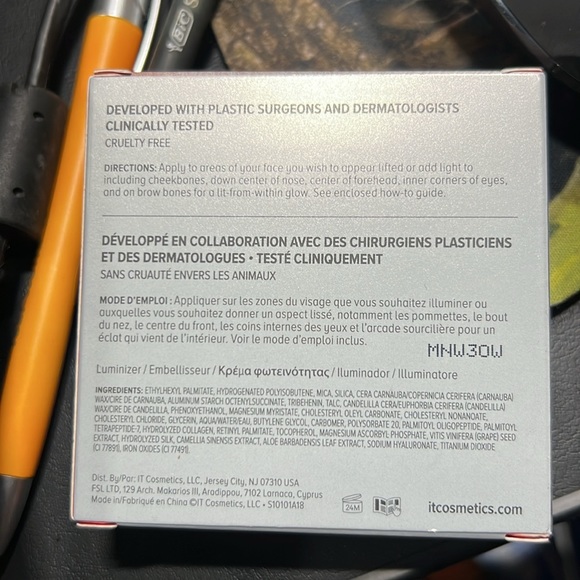 BIC
DEVELOPED WITH PLASTIC SURGEONS AND DERMATOLOGISTS
CLINICALLY TESTED
CRUELTY FREE
DIRECTIONS: Apply to areas of your face you wish to appear lifted or add light to
including cheekbones, down center of nose, center of forehead, inner corners of eyes,
and on brow bones for a lit-from-within glow. See enclosed how-to guide.
DÉVELOPPÉ EN COLLABORATION AVEC DES CHIRURGIENS PLASTICIENS
ET DES DERMATOLOGUES • TESTÉ CLINIQUEMENT
SANS CRUAUTÉ ENVERS LES ANIMAUX
MODE D'EMPLOI : Appliquer sur les zones du visage que vous souhaitez illuminer ou
auxquelles vous souhaitez donner un aspect lissé, notamment les pommettes, le bout
du nez, le centre du front, les coins internes des yeux et l'arcade sourcilière pour un
éclat qui vient de l'intérieur. Voir le mode d'emploi inclus.
MNW30W
Luminizer / Embellisseur / Κρέμα φωτεινότητας / Iluminador / Illuminatore
INGREDIENTS: ETHYLHEXYL PALMITATE, HYDROGENATED POLYISOBUTENE, MICA, SILICA, CERA CARNAUBA/COPERNICIA CERIFERA (CARNAUBA)
WAX/CIRE DE CARNAUBA, ALUMINUM STARCH OCTENYLSUCCINATE, TRIBEHENIN, TALC, CANDELILLA CERA/EUPHORBIA CERIFERA (CANDELILLA)
WAX/CIRE DE CANDELILLA, PHENOXYETHANOL, MAGNESIUM MYRISTATE, CHOLESTERYL OLEYL CARBONATE, CHOLESTERYL NONANOATE,
CHOLESTERYL CHLORIDE, GLYCERIN, AQUA/WATER/EAU, BUTYLENE GLYCOL, CARBOMER, POLYSORBATE 20, PALMITOYL OLIGOPEPTIDE, PALMITOYL
TETRAPEPTIDE-7, HYDROLYZED COLLAGEN, RETINYL PALMITATE, TOCOPHEROL, MAGNESIUM ASCORBYL PHOSPHATE, VITIS VINIFERA (GRAPE) SEED
EXTRACT, HYDROLYZED SILK, CAMELLIA SINENSIS EXTRACT, ALOE BARBADENSIS LEAF EXTRACT, SODIUM HYALURONATE, TITANIUM DIOXIDE
(CI 77891), IRON OXIDES (CI 77491).
Dist. By/Par: IT Cosmetics, LLC, Jersey City, NJ 07310 USA
FSL LTD, 129 Arch. Makarios III, Aradippou, 7102 Larnaca, Cyprus
Made in/Fabriqué en China ©IT Cosmetics, LLC • S10101A18
24M
itcosmetics.com